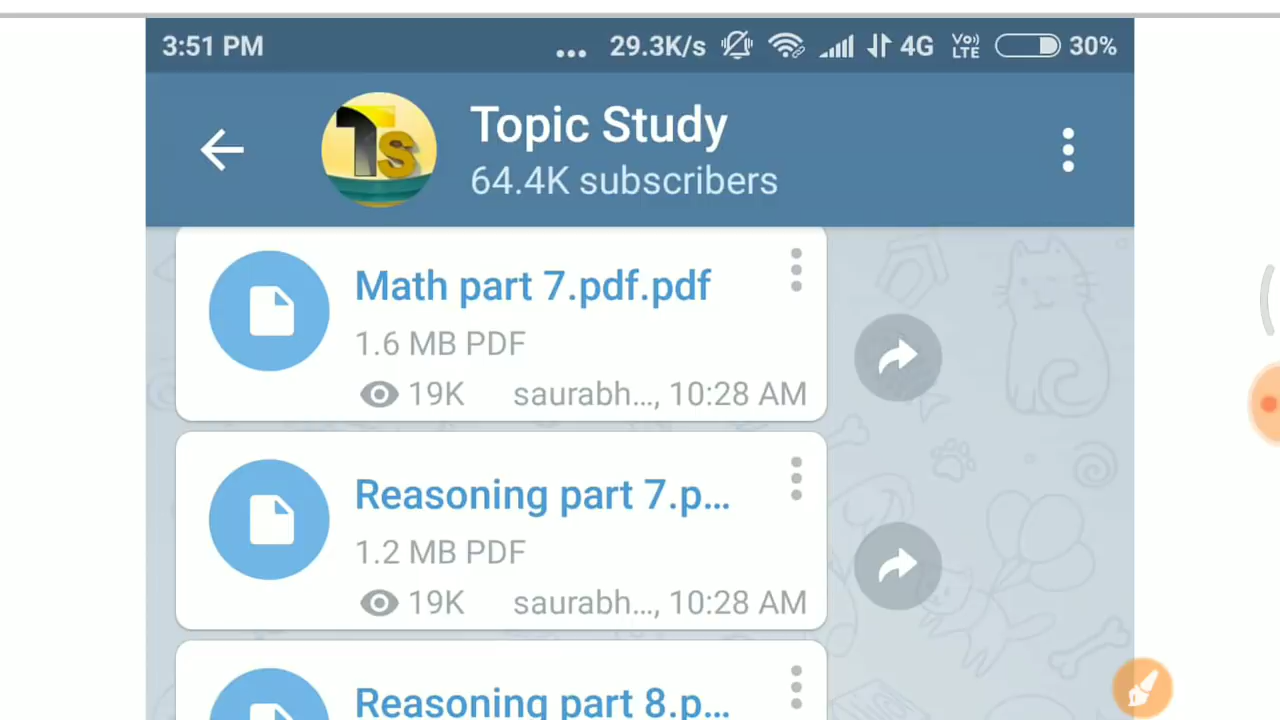 3:51 PM ... 29.3K/s 4G Vo) LTE 30%
Ts
Topic Study
64.4K subscribers
Math part 7.pdf.pdf
1.6 MB PDF
19K saurabh..., 10:28 AM
Reasoning part 7.p...
1.2 MB PDF
19K saurabh..., 10:28 AM
Reasoning part 8.p...